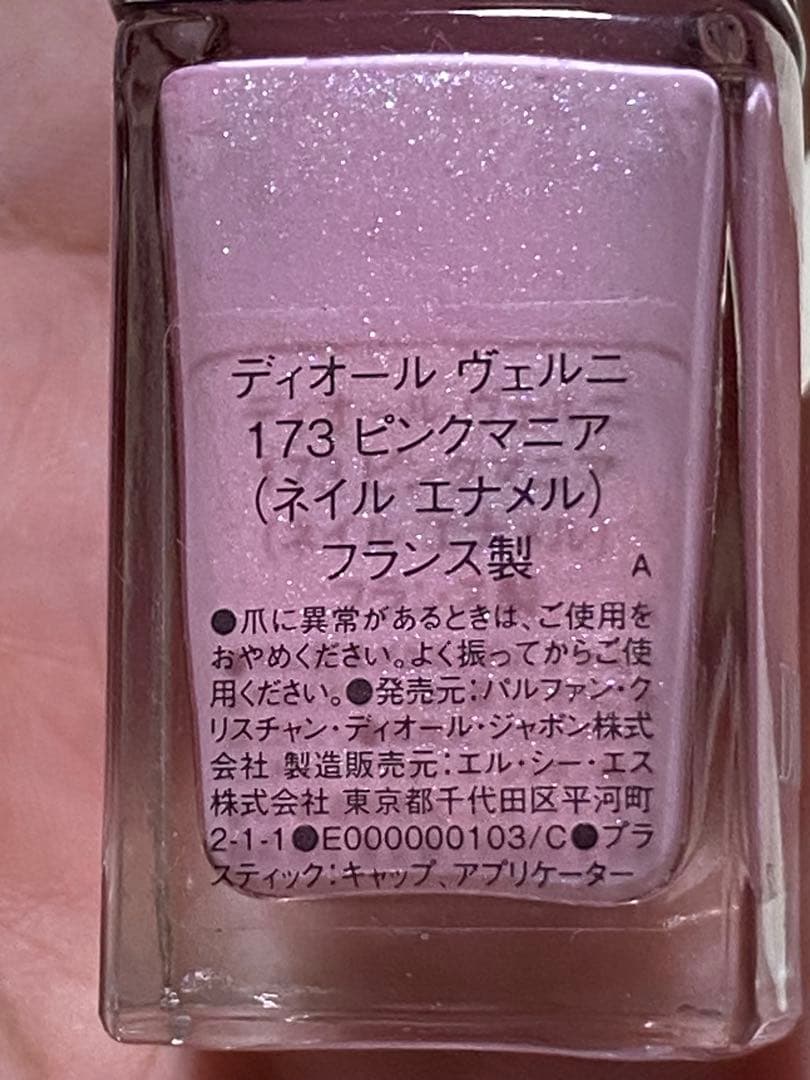 ディオール ヴェルニ
173 ピンクマニア
(ネイル エナメル)
フランス製 A
●爪に異常があるときは、ご使用を
おやめください。よく振ってからご使
用ください。●発売元:パルファン・ク
リスチャン・ディオール・ジャポン株式
会社 製造販売元:エル・シー・エス
株式会社 東京都千代田区平河町
2-1-1●E000000103/C●プラ
スティック:キャップ、アプリケーター